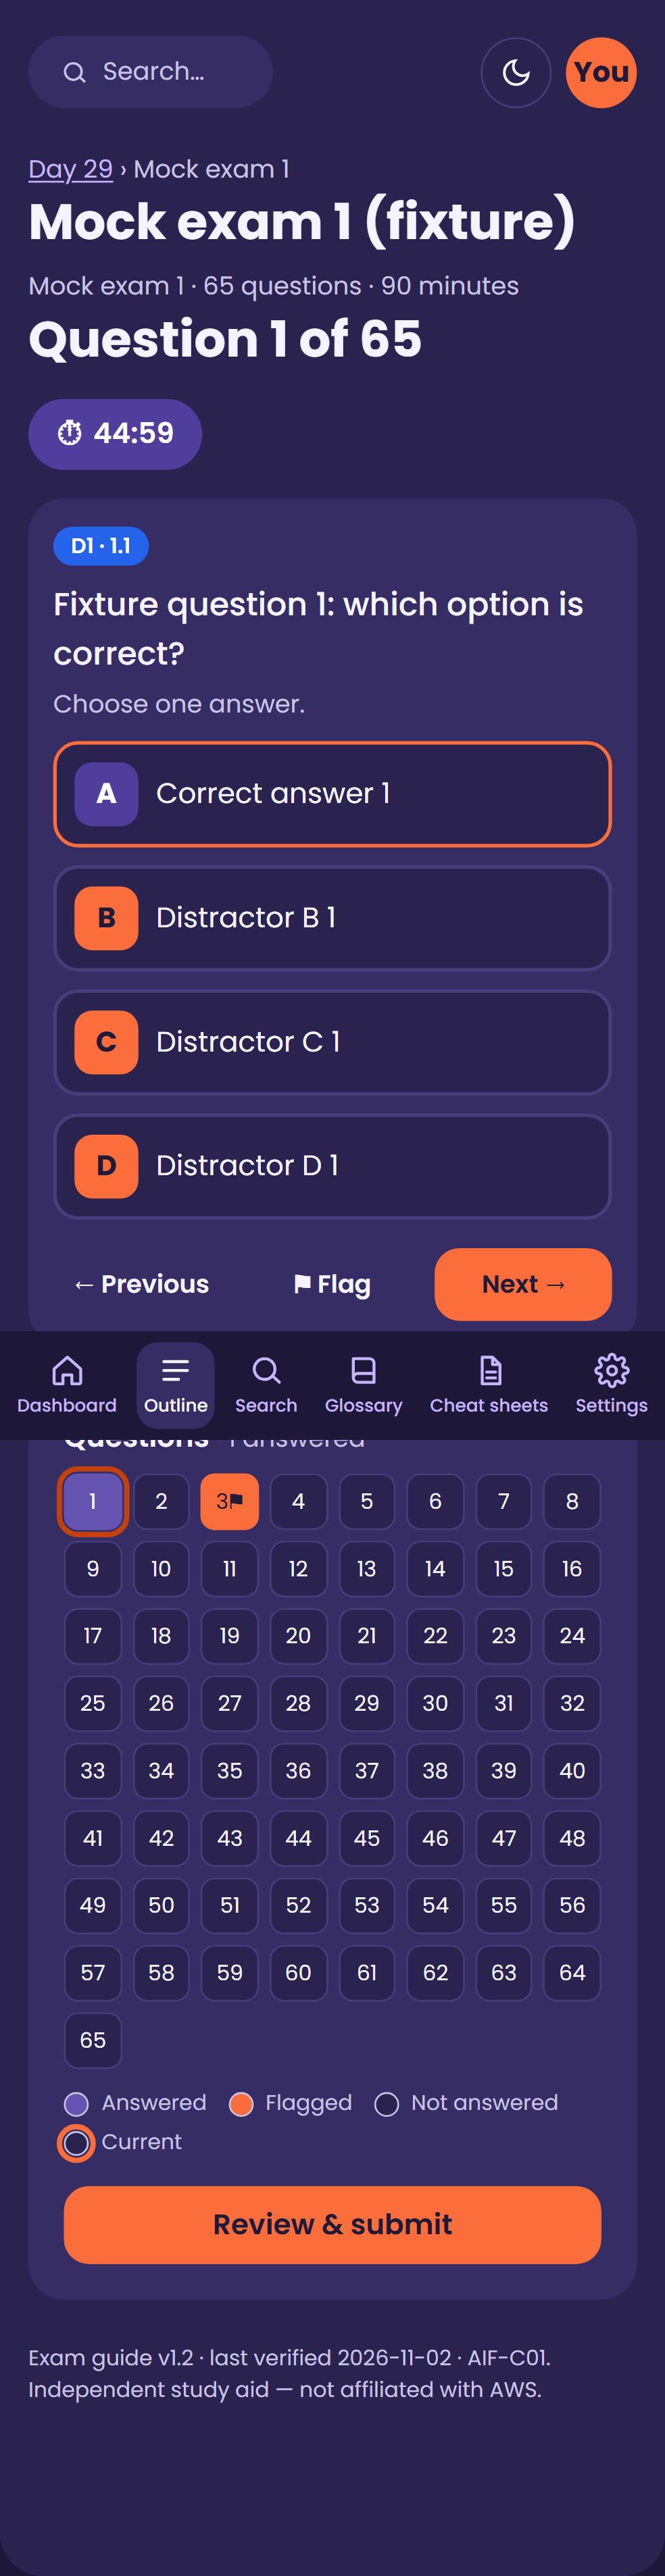 Search...
You
Day 29 › Mock exam 1
Mock exam 1 (fixture)
Mock exam 1 · 65 questions · 90 minutes
Question 1 of 65
⏱ 44:59
D1 · 1.1
Fixture question 1: which option is
correct?
Choose one answer.
A Correct answer 1
B Distractor B 1
C Distractor C 1
D Distractor D 1
← Previous ⚑ Flag Next →
Dashboard Outline Search Glossary Cheat sheets Settings
Questions 1 answered
1 2 3⚑ 4 5 6 7 8
9 10 11 12 13 14 15 16
17 18 19 20 21 22 23 24
25 26 27 28 29 30 31 32
33 34 35 36 37 38 39 40
41 42 43 44 45 46 47 48
49 50 51 52 53 54 55 56
57 58 59 60 61 62 63 64
65
Answered Flagged Not answered
Current
Review & submit
Exam guide v1.2 · last verified 2026-11-02 · AIF-C01.
Independent study aid — not affiliated with AWS.